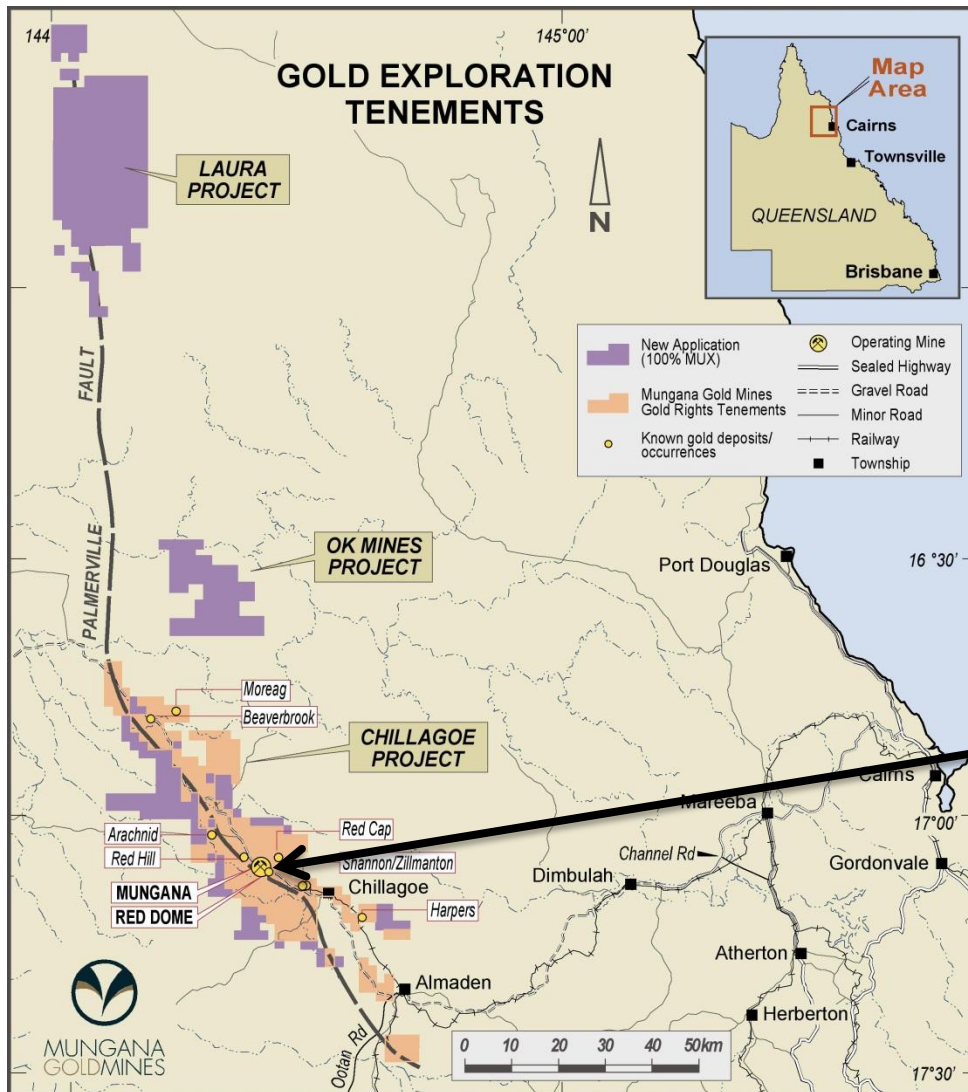 144
145°00'
GOLD EXPLORATION
TENEMENTS
Map
Area
Cairns
Townsville
QUEENSLAND
Brisbane
LAURA
PROJECT
N
New Application
(100% MUX)
Mungana Gold Mines
Gold Rights Tenements
Known gold deposits/
occurrences
Operating Mine
Sealed Highway
Gravel Road
Minor Road
Railway
Township
FAULT
PALMERVILLE
OK MINES
PROJECT
Port Douglas
16°30'
Moreag
Beaverbrook
CHILLAGOE
PROJECT
Cairns
Mareeba
17°00'
Arachnid
Red Cap
Red Hill
Shannon/Zillmanton
Channel Rd
Gordonvale
MUNGANA
Chillagoe
Dimbulah
RED DOME
Harpers
Atherton
Almaden
Herberton
Ootan Rd
0 10 20 30 40 50km
MUNGANA
GOLDMINES
17°30'